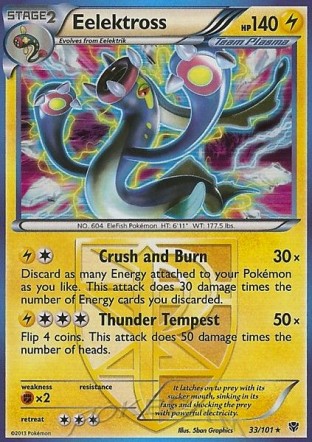 STAGE2
Eelektross
HP140
Evolves from Eelektrik
Team Plasma
NO. 604 EleFish Pokémon HT: 6'11" WT: 177.5 lbs.
Crush and Burn 30×
Discard as many Energy attached to your Pokémon
as you like. This attack does 30 damage times the
number of Energy cards you discarded.
Thunder Tempest 50×
Flip 4 coins. This attack does 50 damage times
the number of heads.
weakness
resistance
×2
retreat
It latches on to prey with its
sucker mouth, sinking in its
fangs and shocking the prey
with powerful electricity.
Illus. 5ban Graphics
33/101
©2013 Pokémon